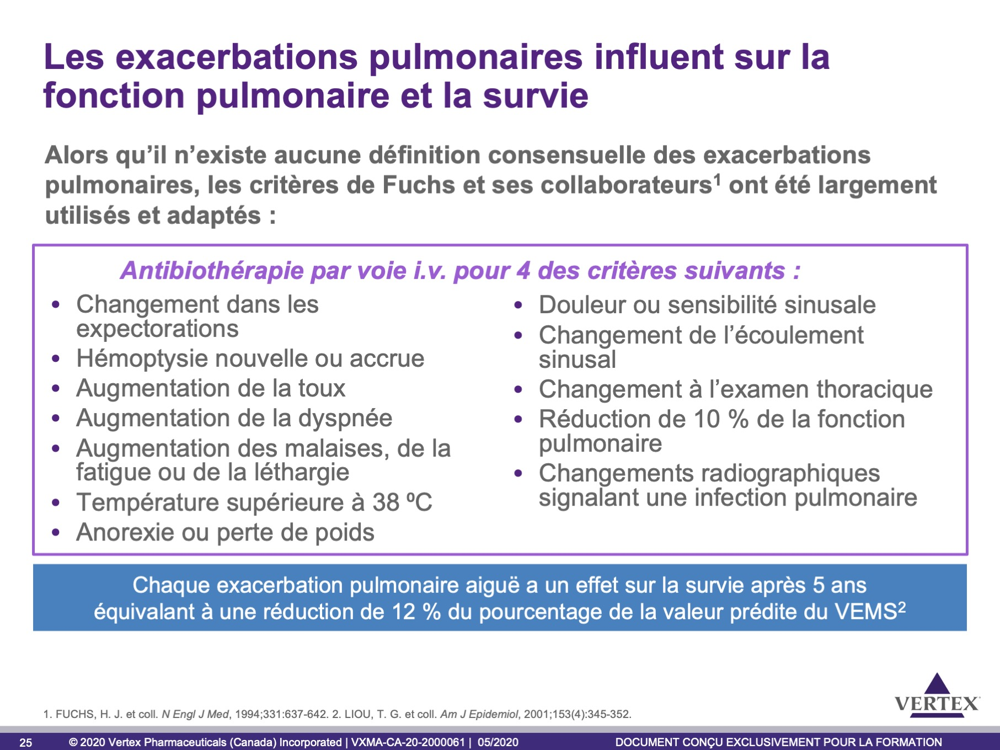 Les exacerbations pulmonaires influent sur la
fonction pulmonaire et la survie
Alors qu’il n’existe aucune définition consensuelle des exacerbations
pulmonaires, les critères de Fuchs et ses collaborateurs¹ ont été largement
utilisés et adaptés :
Antibiothérapie par voie i.v. pour 4 des critères suivants :
• Changement dans les
expectorations
• Hémoptysie nouvelle ou accrue
• Augmentation de la toux
• Augmentation de la dyspnée
• Augmentation des malaises, de la
fatigue ou de la léthargie
• Température supérieure à 38 ºC
• Anorexie ou perte de poids
• Douleur ou sensibilité sinusale
• Changement de l’écoulement
sinusal
• Changement à l’examen thoracique
• Réduction de 10 % de la fonction
pulmonaire
• Changements radiographiques
signalant une infection pulmonaire
Chaque exacerbation pulmonaire aiguë a un effet sur la survie après 5 ans
équivalant à une réduction de 12 % du pourcentage de la valeur prédite du VEMS²
1. FUCHS, H. J. et coll. N Engl J Med, 1994;331:637-642. 2. LIOU, T. G. et coll. Am J Epidemiol, 2001;153(4):345-352.
VERTEX
25 © 2020 Vertex Pharmaceuticals (Canada) Incorporated | VXMA-CA-20-2000061 | 05/2020 DOCUMENT CONÇU EXCLUSIVEMENT POUR LA FORMATION